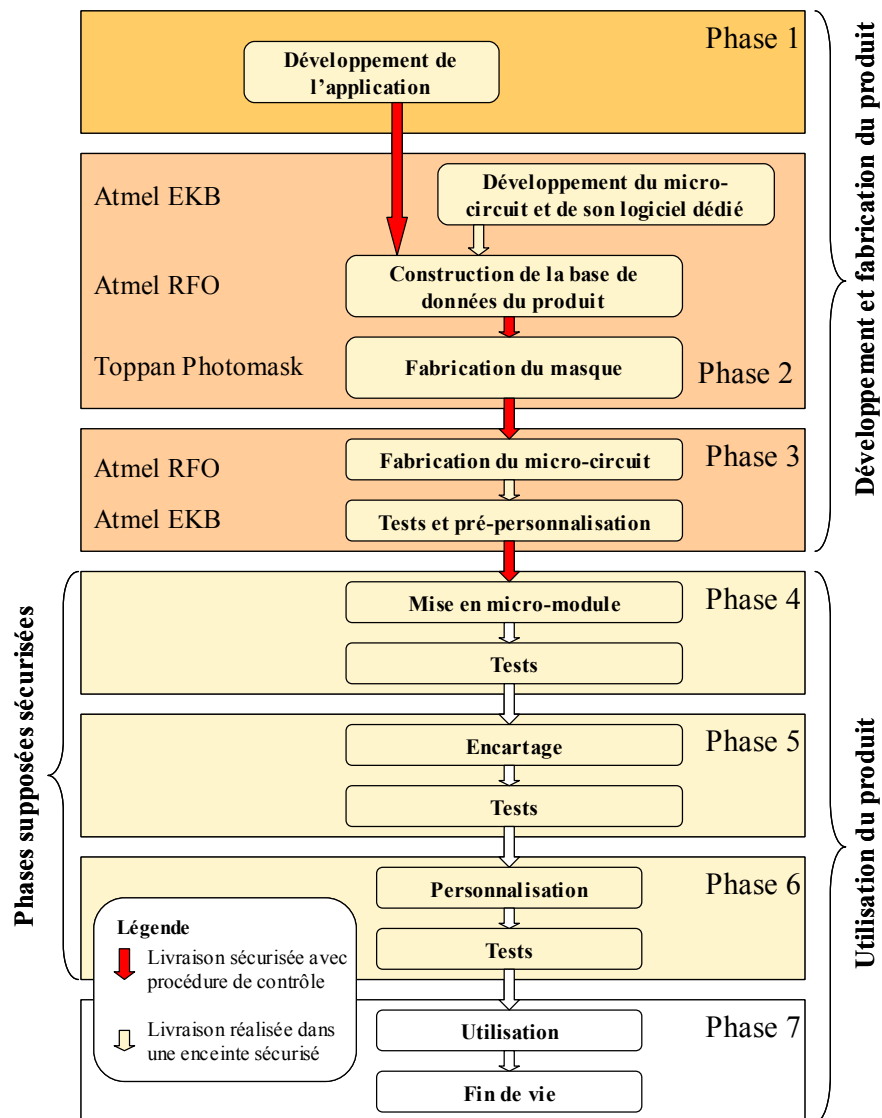 Phase 1
Développement de
l'application
Développement et fabrication du produit
Atmel EKB
Développement du micro-
circuit et de son logiciel dédié
Atmel RFO
Construction de la base de
données du produit
Toppan Photomask
Fabrication du masque
Phase 2
Phase 3
Atmel RFO
Fabrication du micro-circuit
Atmel EKB
Tests et pré-personnalisation
Phases supposées sécurisées
Phase 4
Mise en micro-module
Tests
Utilisation du produit
Phase 5
Encartage
Tests
Phase 6
Personnalisation
Tests
Légende
Livraison sécurisée avec
procédure de contrôle
Livraison réalisée dans
une enceinte sécurisé
Phase 7
Utilisation
Fin de vie